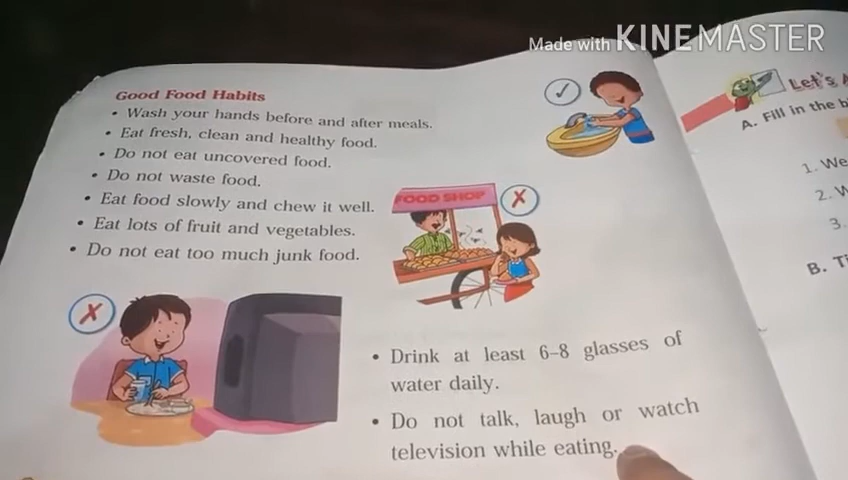 Made with KINEMASTER
Good Food Habits
• Wash your hands before and after meals.
• Eat fresh, clean and healthy food.
• Do not eat uncovered food.
• Do not waste food.
• Eat food slowly and chew it well.
• Eat lots of fruit and vegetables.
• Do not eat too much junk food.
FOOD SHOP
• Drink at least 6–8 glasses of
water daily.
• Do not talk, laugh or watch
television while eating.
Let's
A. Fill in the
1. We
2.
3.
B.